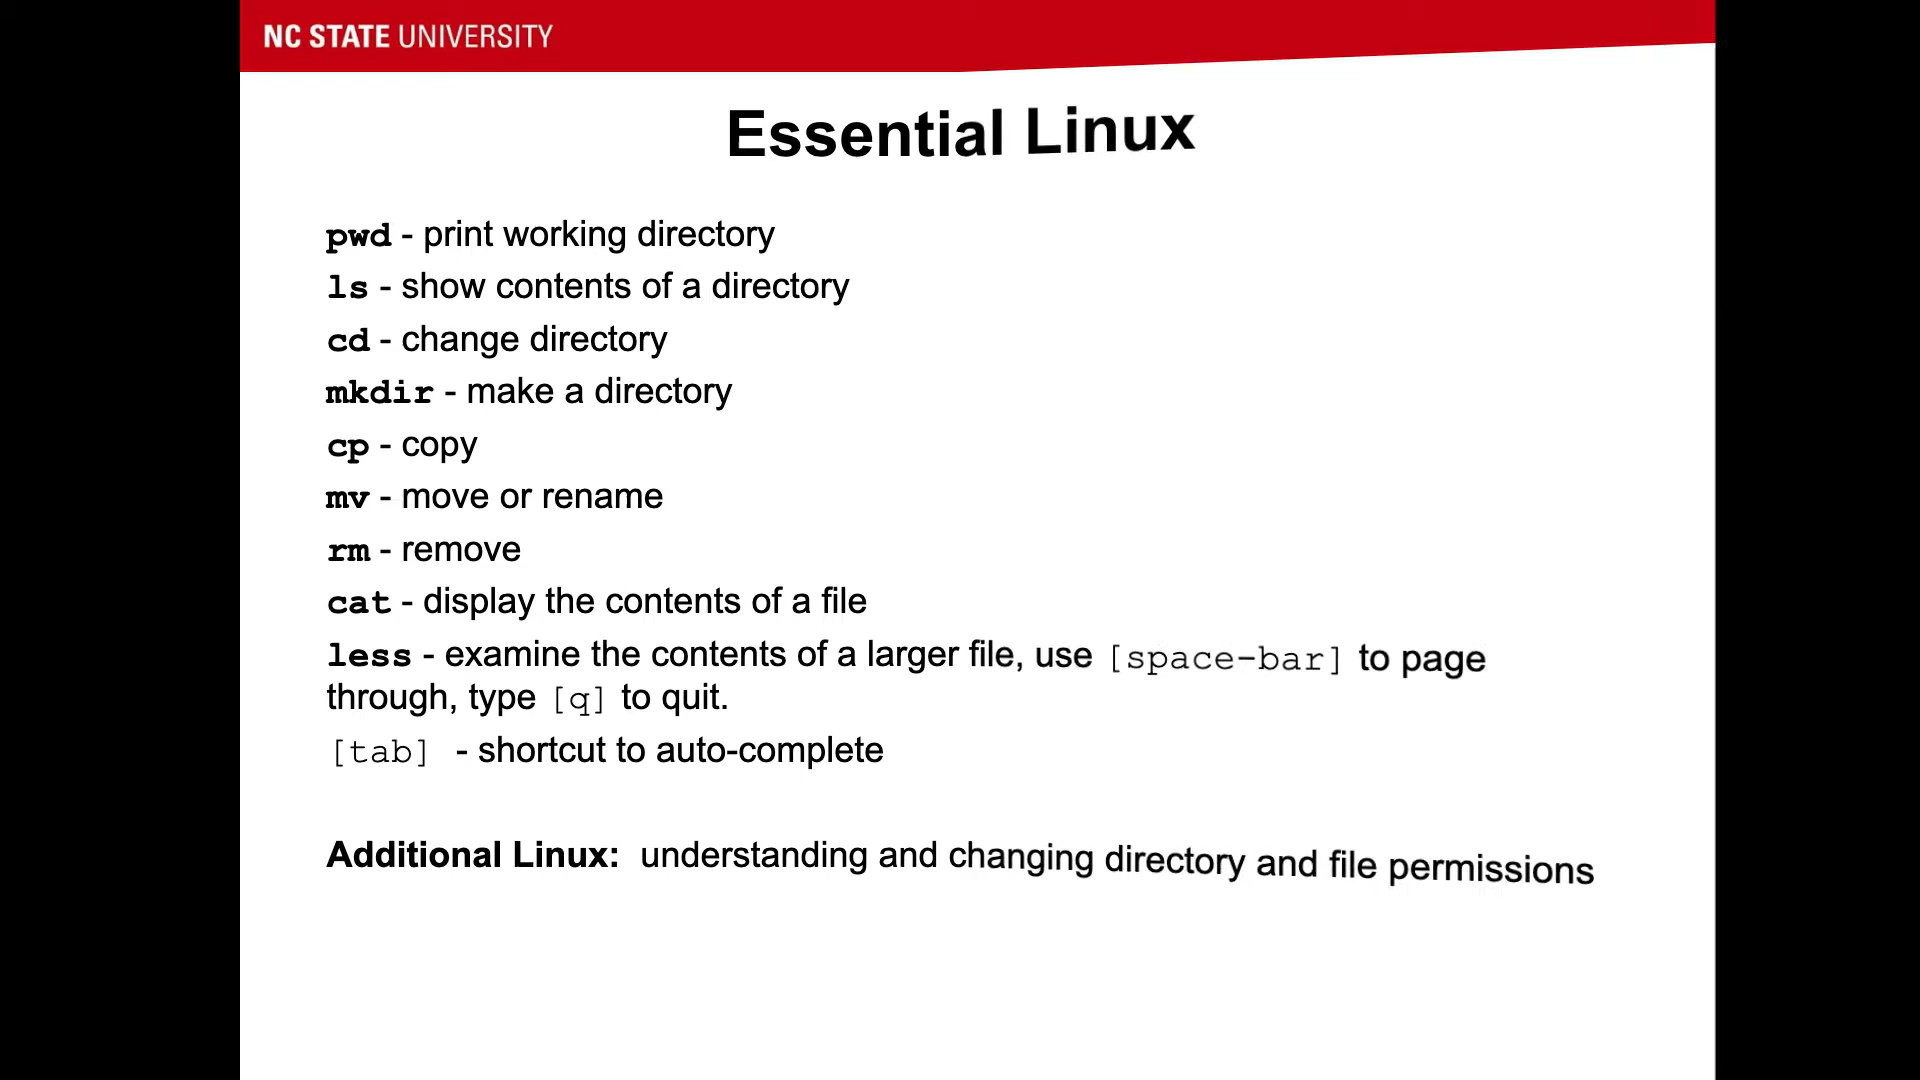 NC STATE UNIVERSITY
Essential Linux
pwd - print working directory
ls - show contents of a directory
cd - change directory
mkdir - make a directory
cp - copy
mv - move or rename
rm - remove
cat - display the contents of a file
less - examine the contents of a larger file, use [space-bar] to page
through, type [q] to quit.
[tab] - shortcut to auto-complete
Additional Linux: understanding and changing directory and file permissions